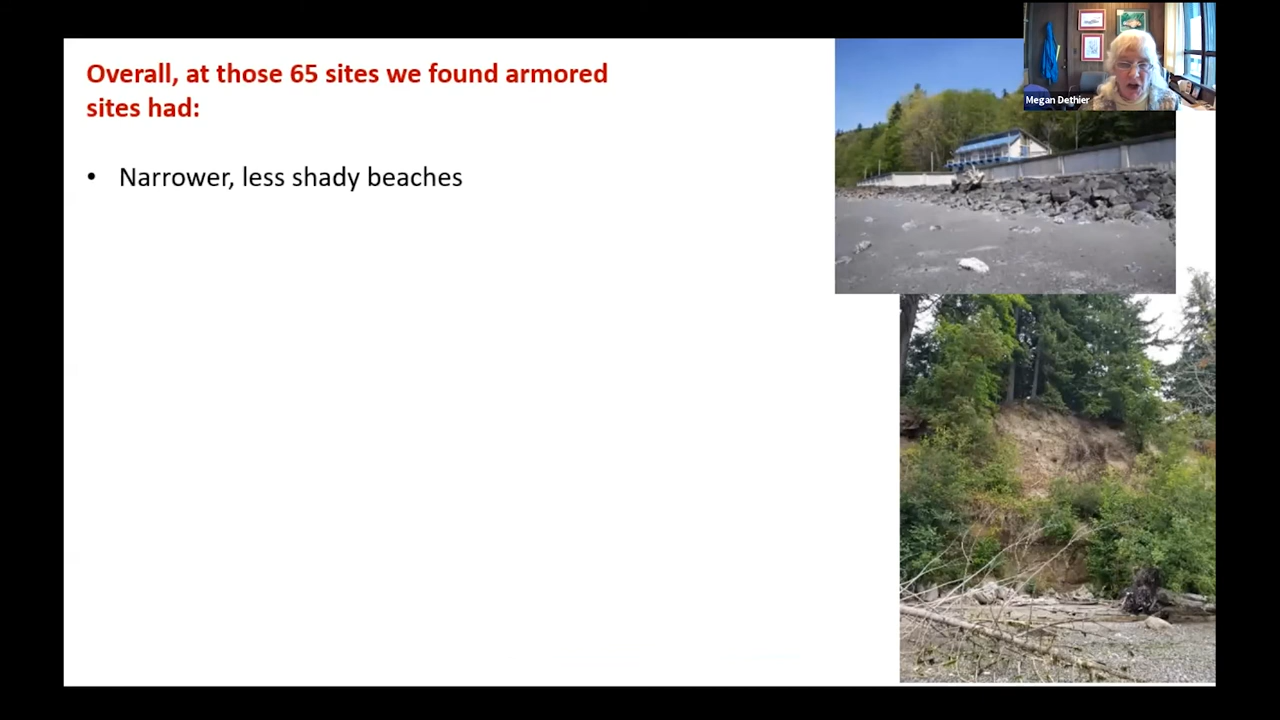 Overall, at those 65 sites we found armored
sites had:
• Narrower, less shady beaches
Megan Dethier